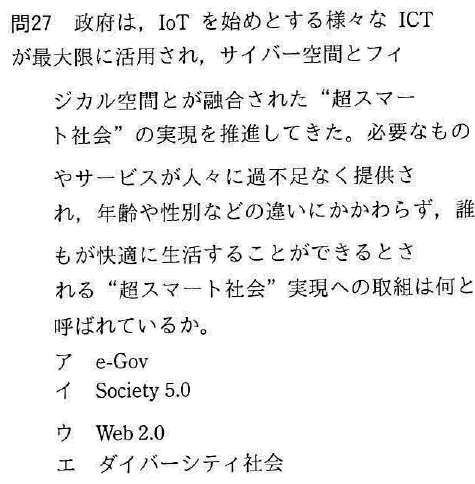 問27 政府は，IoT を始めとする様々な ICT
が最大限に活用され，サイバー空間とフィ
ジカル空間とが融合された“超スマー
ト社会”の実現を推進してきた。必要なもの
やサービスが人々に過不足なく提供さ
れ，年齢や性別などの違いにかかわらず，誰
もが快適に生活することができるとさ
れる“超スマート社会”実現への取組は何と
呼ばれているか。
ア e-Gov
イ Society 5.0
ウ Web 2.0
エ ダイバーシティ社会